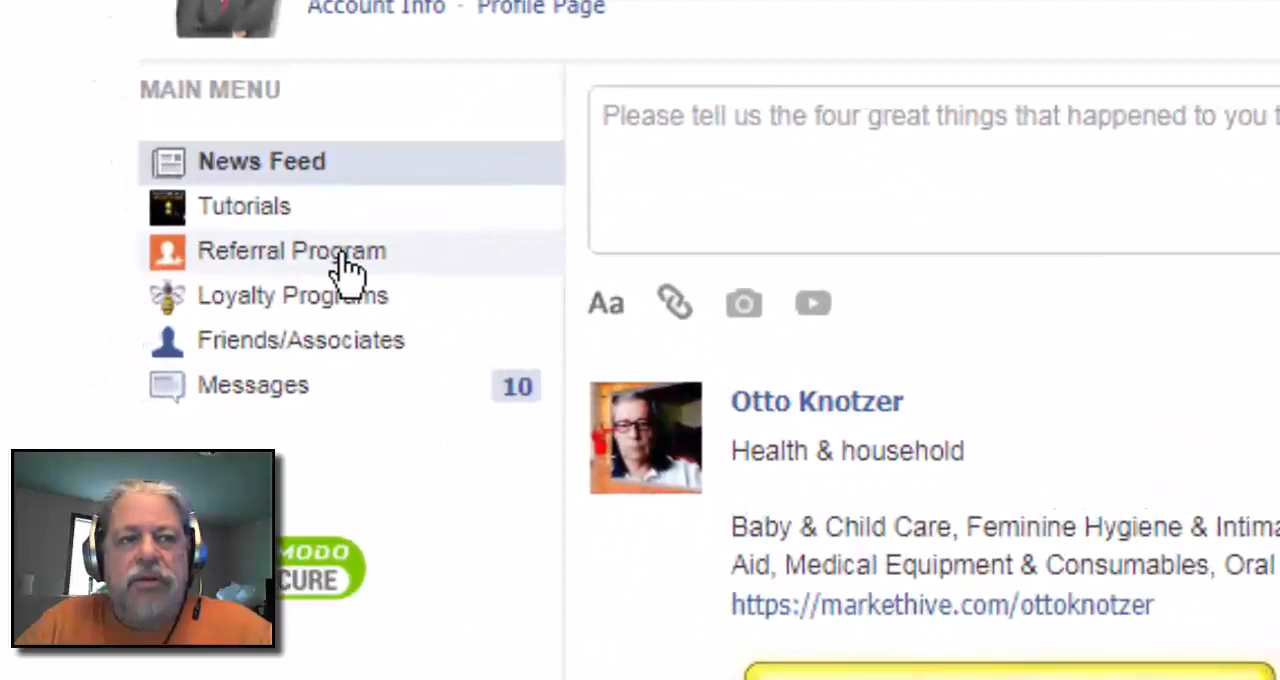 Account Info - Profile Page
MAIN MENU
News Feed
Tutorials
Referral Program
Loyalty Programs
Friends/Associates
Messages 10
Please tell us the four great things that happened to you
Aa
Otto Knotzer
Health & household
Baby & Child Care, Feminine Hygiene &
Aid, Medical Equipment & Consumables, Oral
https://markethive.com/ottoknotzer
MODO
CURE